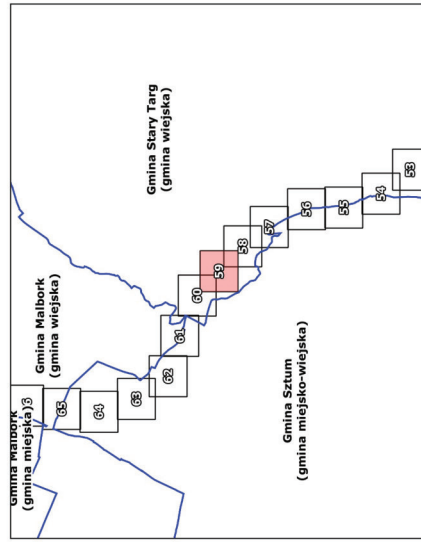 Gmina Malbork
(gmina miejska)
6
65
64
63
62
61
60
59
58
57
56
55
54
53
Gmina Malbork
(gmina wiejska)
Gmina Stary Targ
(gmina wiejska)
Gmina Sztum
(gmina miejsko-wiejska)